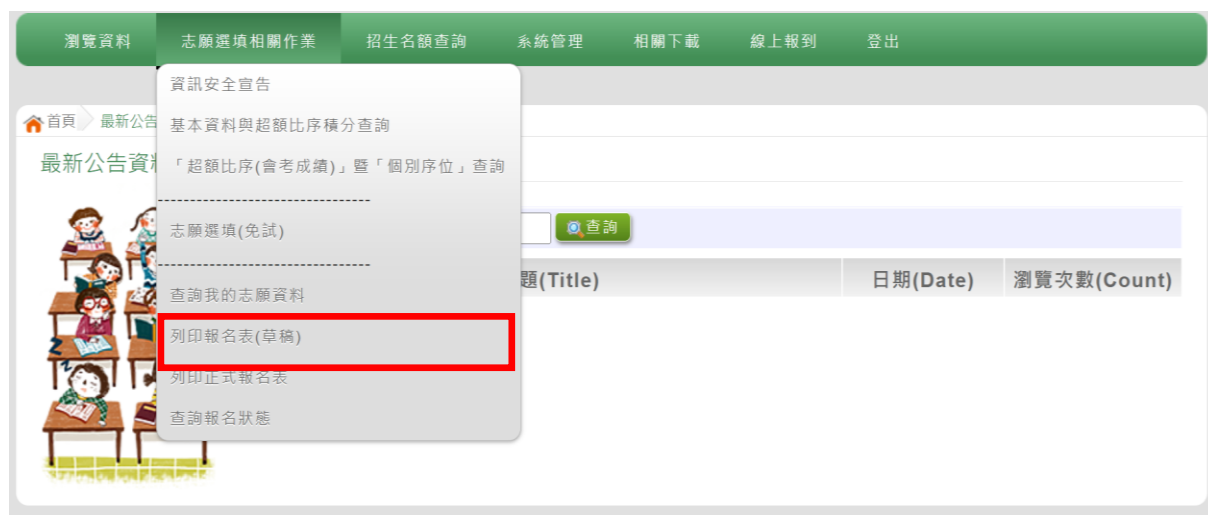 瀏覽資料 志願選填相關作業 招生名額查詢 系統管理 相關下載 線上報到 登出
資訊安全宣告
首頁 最新公告
基本資料與超額比序積分查詢
最新公告資
「超額比序(會考成績)」暨「個別序位」查詢
--------------------------------
志願選填(免試)
查詢
--------------------------------
題(Title) 日期(Date) 瀏覽次數(Count)
查詢我的志願資料
列印報名表(草稿)
列印正式報名表
查詢報名狀態